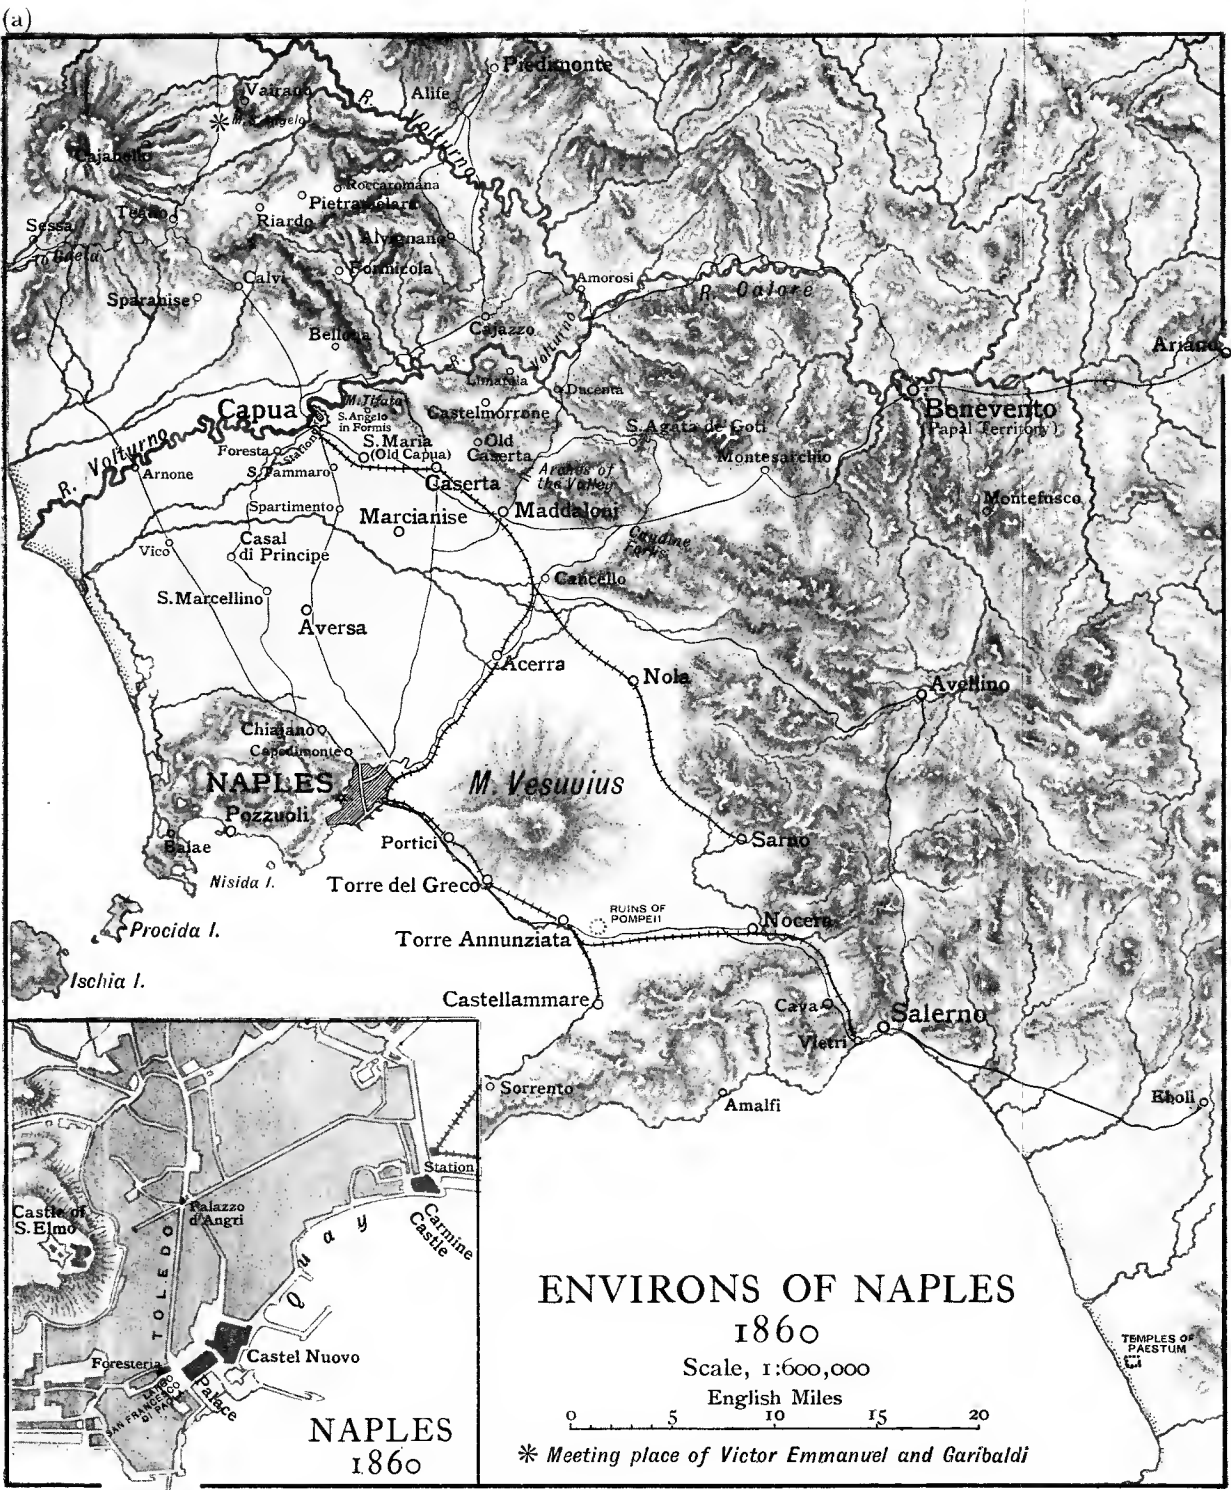 (a)
Piedimonte
Vairano
Alife
R. Volturno
M. S. Angelo
Cajanello
Roccaromana
Pietramelara
Teano
Riardo
Sessa
Alvignano
To Gaeta
Formicola
Calvi
Amorosi
R. Calore
Sparanise
Bellona
Cajazzo
R. Volturno
Ariano
Limatola
Ducenta
M. Tifata
Capua
Castelmorrone
Benevento
(Papal Territory)
S. Angelo
in Formis
S. Agata de Goti
R. Volturno
Station
S. Maria
(Old Capua)
Old
Caserta
Foresta
Montesarchio
Arnone
S. Tammaro
Arches of
the Valley
Caserta
Montefusco
Spartimento
Marcianise
Maddaloni
Vico
Casal
di Principe
Caudine
Forks
Cancello
S. Marcellino
Aversa
Acerra
Nola
Avellino
Chiajano
Capodimonte
NAPLES
M. Vesuvius
Pozzuoli
Portici
Sarno
Baiae
Nisida I.
Torre del Greco
RUINS OF
POMPEII
Nocera
Procida I.
Torre Annunziata
Ischia I.
Castellammare
Cava
Salerno
Vietri
Sorrento
Amalfi
Eboli
Station
Castle of
S. Elmo
Palazzo
d'Angri
Carmine
Castle
Quay
TOLEDO
Castel Nuovo
Foresteria
Palace
LARGO
SAN FRANCESCO
DI PAOLA
NAPLES
1860
TEMPLES OF
PAESTUM
ENVIRONS OF NAPLES
1860
Scale, 1:600,000
English Miles
0 5 10 15 20
* Meeting place of Victor Emmanuel and Garibaldi